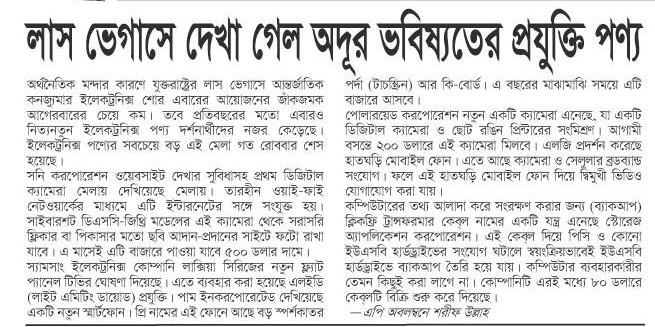 লাস ভেগাসে দেখা গেল অদূর ভবিষ্যতের প্রযুক্তি পণ্য
অর্থনৈতিক মন্দার কারণে যুক্তরাষ্ট্রের লাস ভেগাসে আন্তর্জাতিক
কনজ্যুমার ইলেকট্রনিক্স শোর এবারের আয়োজনের জাঁকজমক
আগেরবারের চেয়ে কম। তবে প্রতিবছরের মতো এবারও
নিত্যনতুন ইলেকট্রনিক্স পণ্য দর্শনার্থীদের নজর কেড়েছে।
ইলেকট্রনিক্স পণ্যের সবচেয়ে বড় এই মেলা গত রোববার শেষ
হয়েছে।
সনি করপোরেশন ওয়েবসাইট দেখার সুবিধাসহ প্রথম ডিজিটাল
ক্যামেরা মেলায় দেখিয়েছে মেলায়। তারহীন ওয়াই-ফাই
নেটওয়ার্কের মাধ্যমে এটি ইন্টারনেটের সঙ্গে সংযুক্ত হয়।
সাইবারশট ডিএসসি-জিথ্রি মডেলের এই ক্যামেরা থেকে সরাসরি
ফ্লিকার বা পিকাসার মতো ছবি আদান-প্রদানের সাইটে ফটো রাখা
যাবে। এ মাসেই এটি বাজারে পাওয়া যাবে ৫০০ ডলার দামে।
স্যামসাং ইলেকট্রনিক্স কোম্পানি লাক্সিয়া সিরিজের নতুন ফ্ল্যাট
প্যানেল টিভির ঘোষণা দিয়েছে। এতে ব্যবহার করা হয়েছে এলইডি
(লাইট এমিটিং ডায়োড) প্রযুক্তি। পাম ইনকরপোরেটেড দেখিয়েছে
একটি নতুন স্মার্টফোন। প্রি নামের এই ফোনে আছে বড় স্পর্শকাতর
পর্দা (টাচস্ক্রিন) আর কি-বোর্ড। এ বছরের মাঝামাঝি সময়ে এটি
বাজারে আসবে।
পোলারয়েড করপোরেশন নতুন একটি ক্যামেরা এনেছে, যা একটি
ডিজিটাল ক্যামেরা ও ছোট রঙিন প্রিন্টারের সংমিশ্রণ। আগামী
বসন্তে ২০০ ডলারে এই ক্যামেরা মিলবে। এলজি প্রদর্শন করেছে
হাতঘড়ি মোবাইল ফোন। এতে আছে ক্যামেরা ও সেলুলার ব্রডব্যান্ড
সংযোগ। ফলে এই হাতঘড়ি মোবাইল ফোন দিয়ে দ্বিমুখী ভিডিও
যোগাযোগ করা যায়।
কম্পিউটারের তথ্য আলাদা করে সংরক্ষণ করার জন্য (ব্যাকআপ)
ক্লিকফ্রি ট্রান্সফরমার কেব্‌ল নামের একটি যন্ত্র এনেছে স্টোরেজ
অ্যাপলিকেশন করপোরেশন। এই কেব্‌ল দিয়ে পিসি ও কোনো
ইউএসবি হার্ডড্রাইভের সংযোগ ঘটালে স্বয়ংক্রিয়ভাবেই ইউএসবি
হার্ডড্রাইভে ব্যাকআপ তৈরি হয়ে যায়। কম্পিউটার ব্যবহারকারীর
তেমন কিছুই করা লাগে না। কোম্পানিটি এরই মধ্যে ৮০ ডলারে
কেব্‌লটি বিক্রি শুরু করে দিয়েছে।
—এপি অবলম্বনে শরীফ উল্লাহ